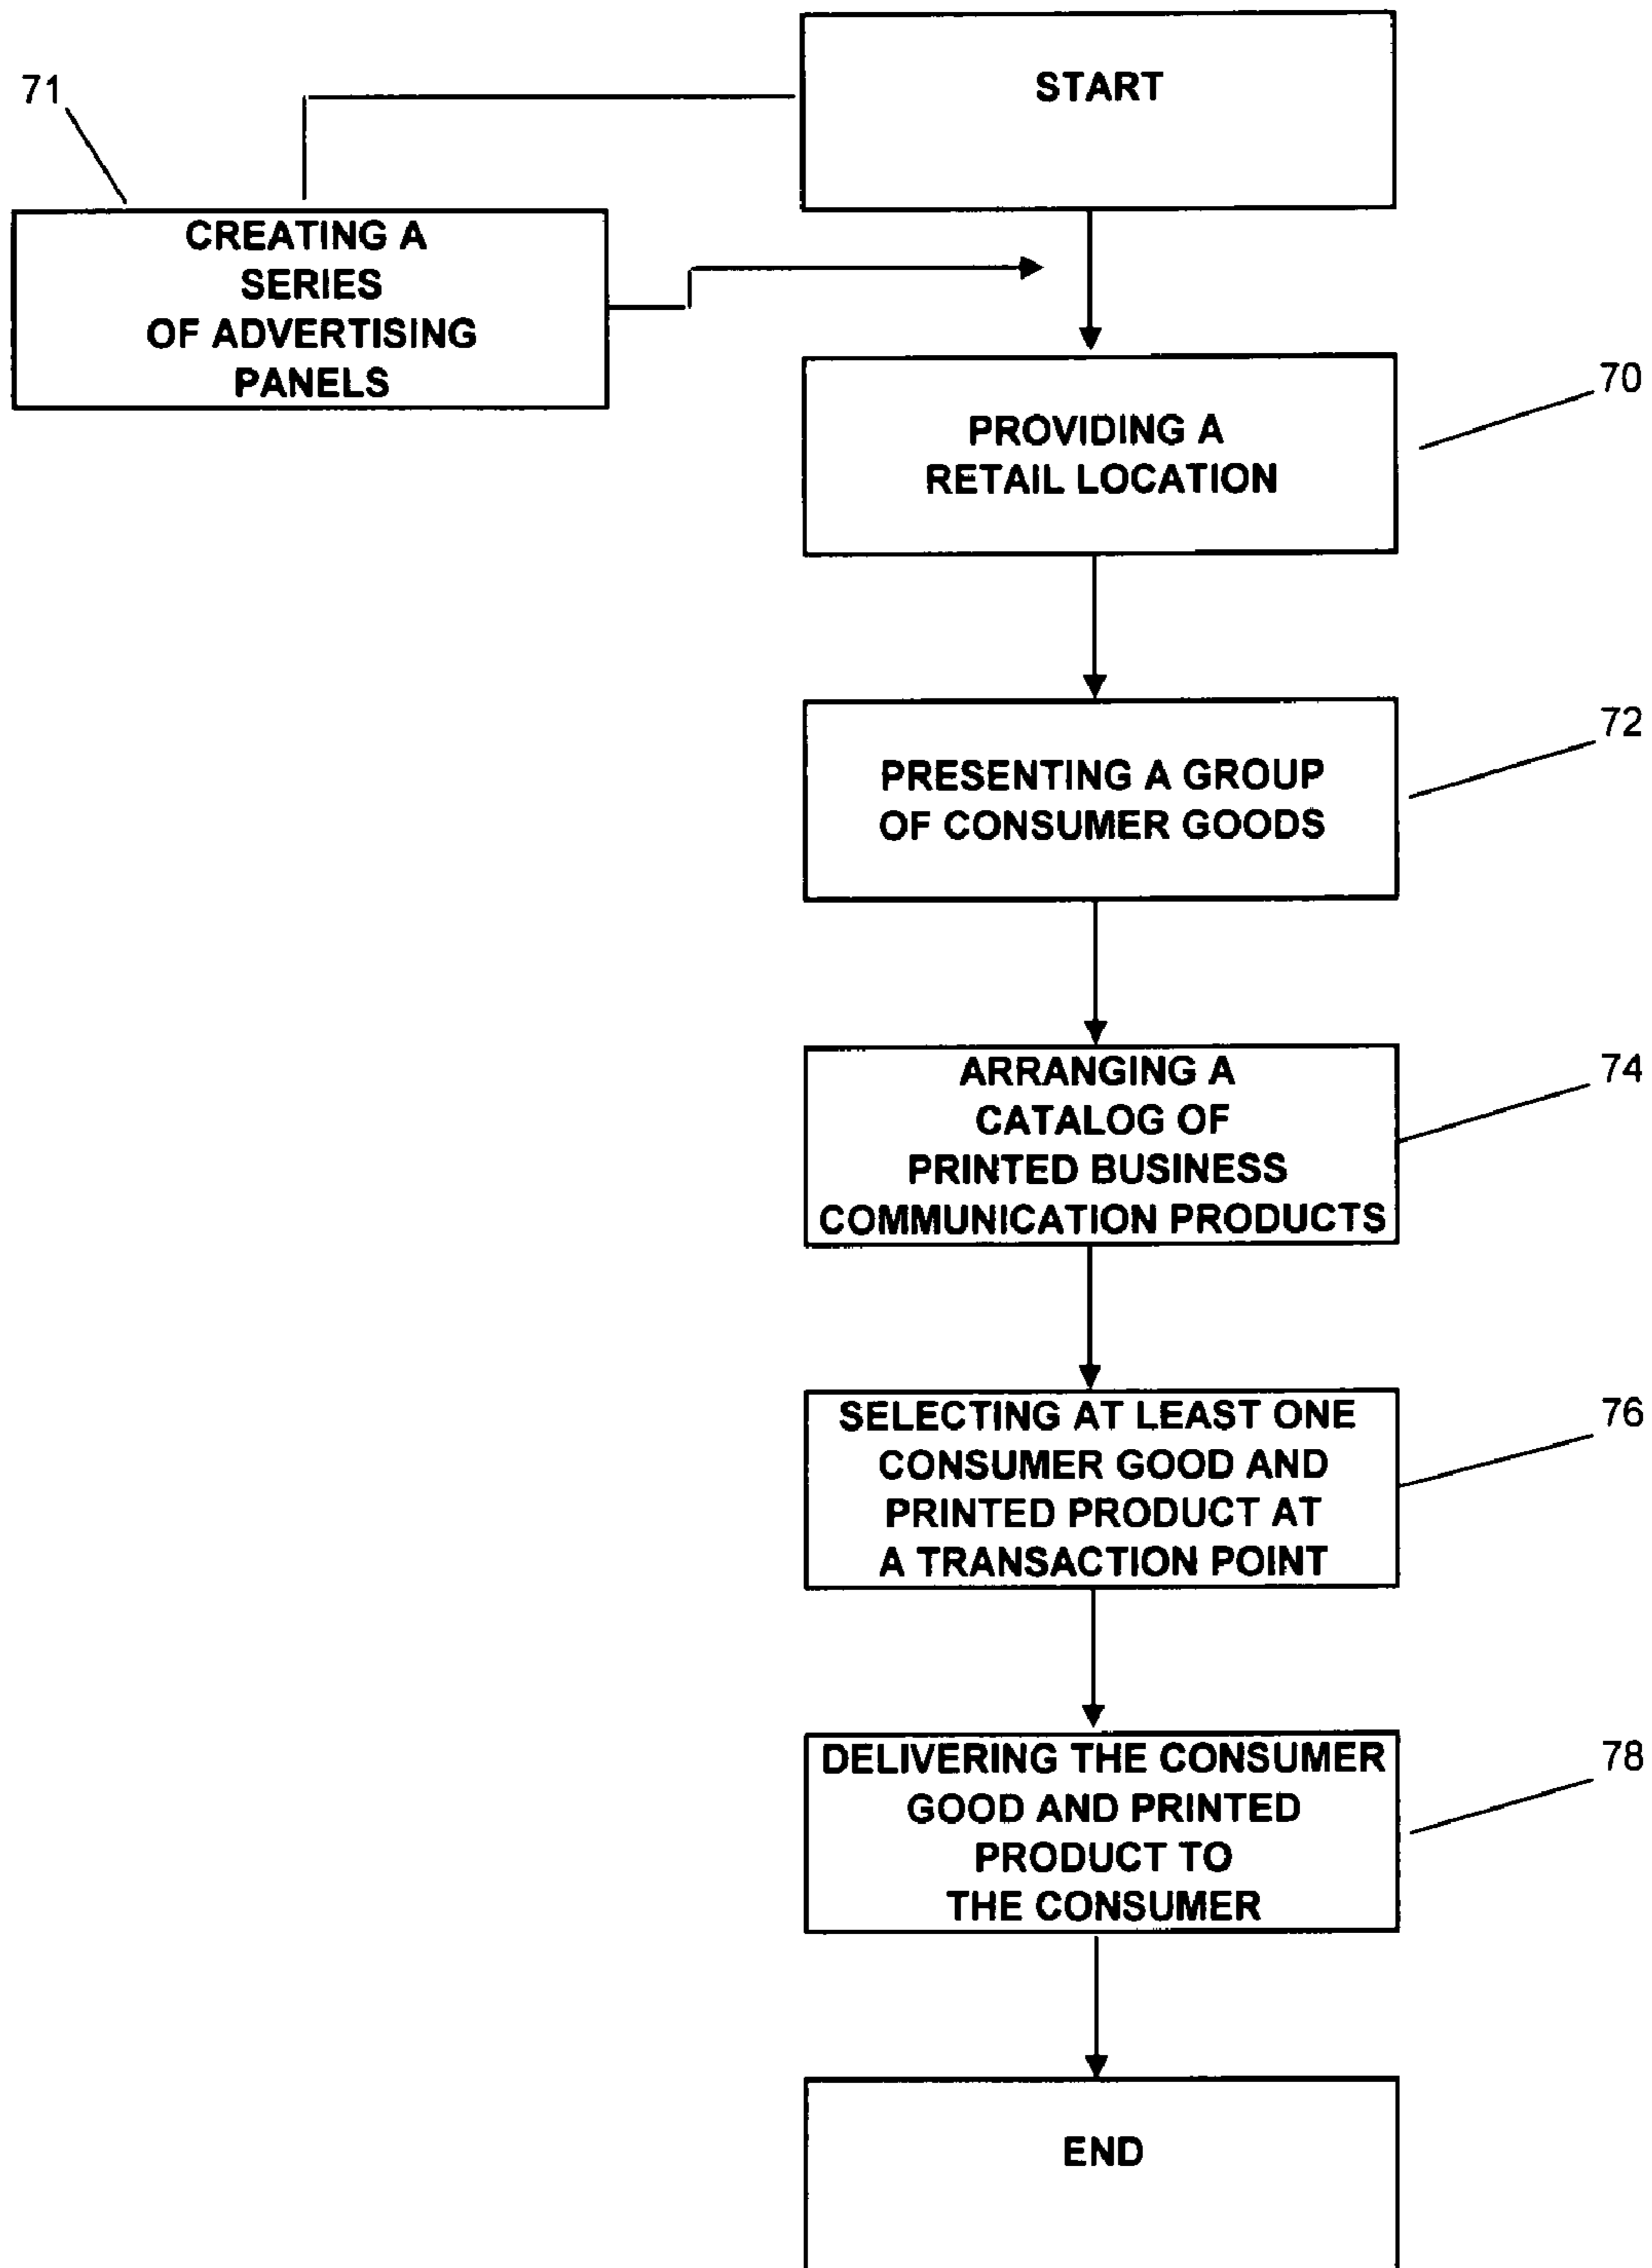 START
71
CREATING A
SERIES
OF ADVERTISING
PANELS
70
PROVIDING A
RETAIL LOCATION
72
PRESENTING A GROUP
OF CONSUMER GOODS
74
ARRANGING A
CATALOG OF
PRINTED BUSINESS
COMMUNICATION PRODUCTS
76
SELECTING AT LEAST ONE
CONSUMER GOOD AND
PRINTED PRODUCT AT
A TRANSACTION POINT
78
DELIVERING THE CONSUMER
GOOD AND PRINTED
PRODUCT TO
THE CONSUMER
END